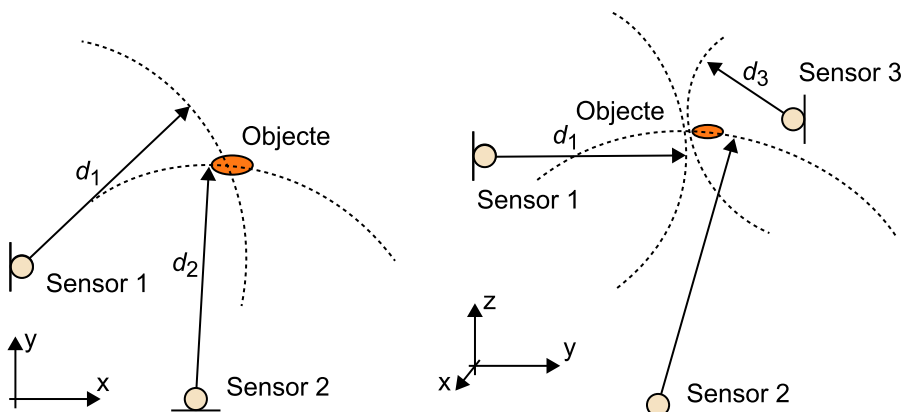 Objecte
d1
Sensor 1
d2
y
x
Sensor 2
Sensor 3
d3
Objecte
d1
Sensor 1
z
y
x
Sensor 2